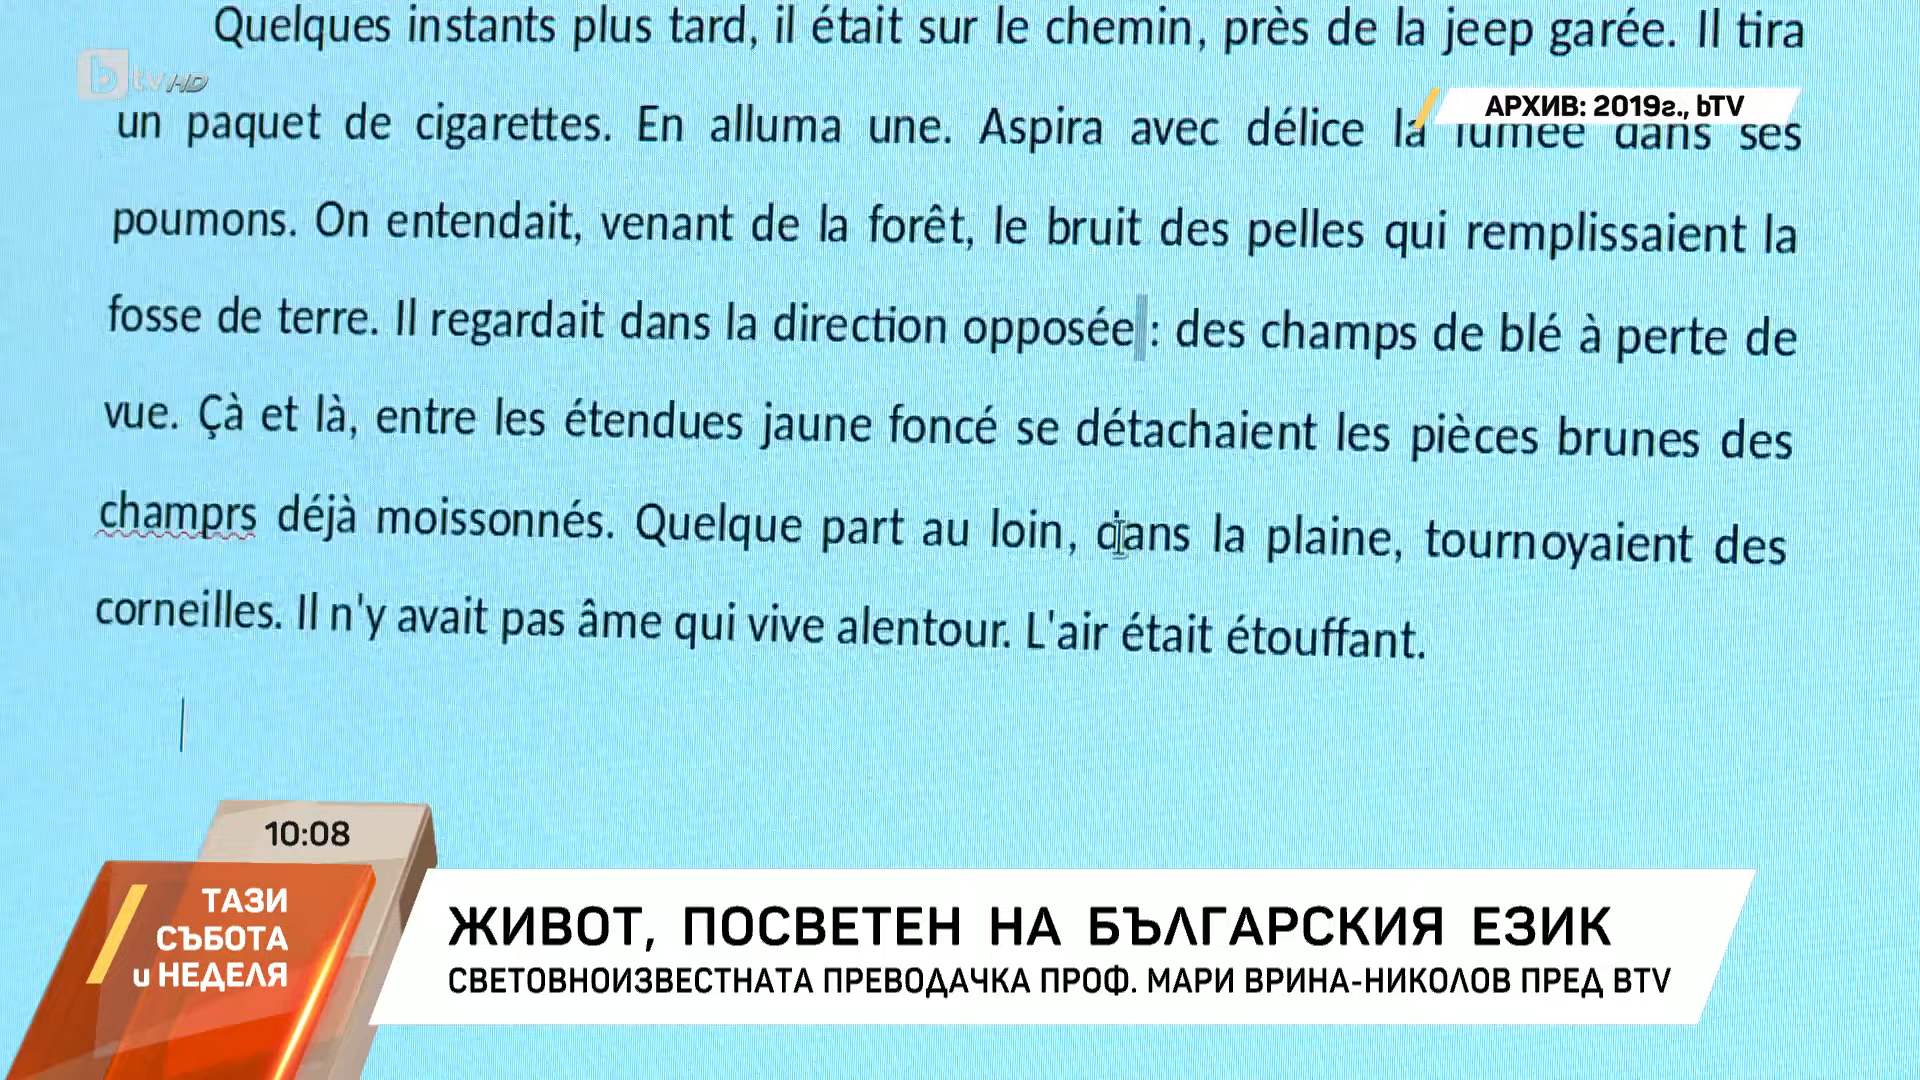 Quelques instants plus tard, il était sur le chemin, près de la jeep garée. Il tira
btv HD
АРХИВ: 2019г., bTV
un paquet de cigarettes. En alluma une. Aspira avec délice la fumée dans ses
poumons. On entendait, venant de la forêt, le bruit des pelles qui remplissaient la
fosse de terre. Il regardait dans la direction opposée : des champs de blé à perte de
vue. Çà et là, entre les étendues jaune foncé se détachaient les pièces brunes des
champrs déjà moissonnés. Quelque part au loin, dans la plaine, tournoyaient des
corneilles. Il n'y avait pas âme qui vive alentour. L'air était étouffant.
10:08
ТАЗИ
СЪБОТА
и НЕДЕЛЯ
ЖИВОТ, ПОСВЕТЕН НА БЪЛГАРСКИЯ ЕЗИК
СВЕТОВНОИЗВЕСТНАТА ПРЕВОДАЧКА ПРОФ. МАРИ ВРИНА-НИКОЛОВ ПРЕД BTV